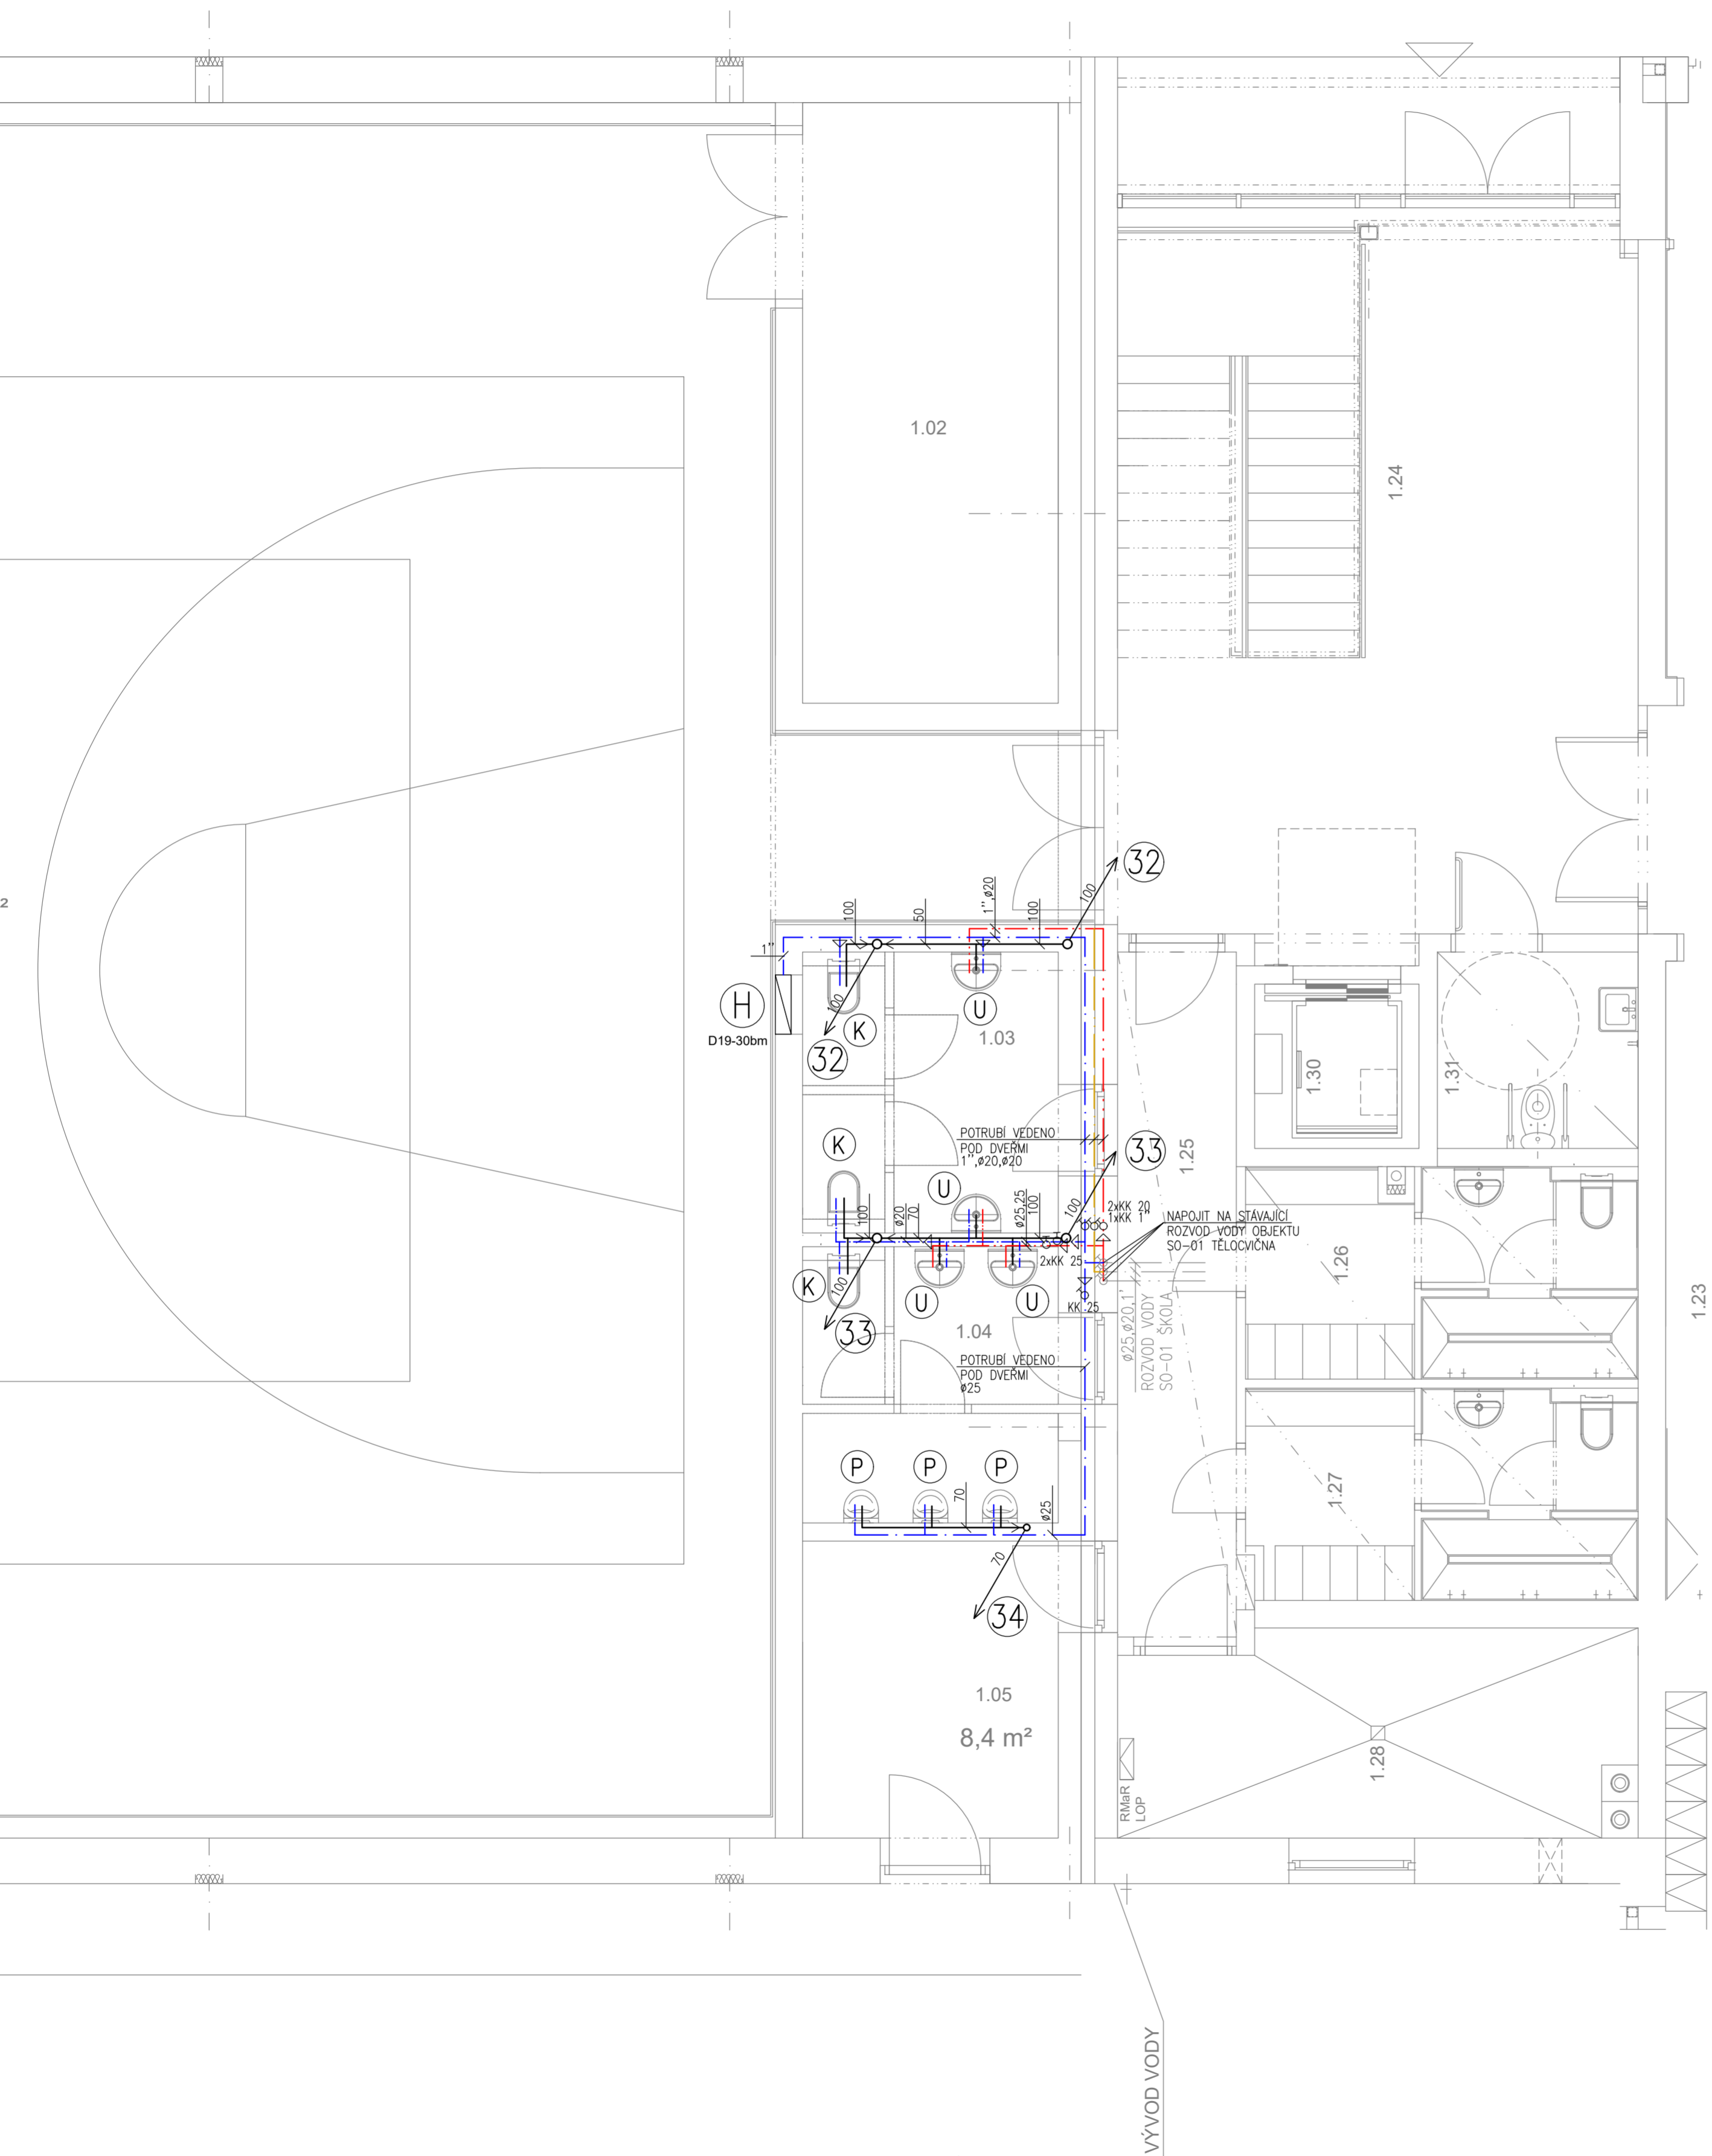 1.02
1.24
32
100
1'',ø20
100
50
100
1''
H
D19-30bm
100
K
32
U
1.03
1.30
1.31
K
POTRUBÍ VEDENO
POD DVEŘMI
1'',ø20,ø20
33
1.25
U
100
ø20
70
ø25,25
100
100
2xKK 20
1xKK 1''
NAPOJIT NA STÁVAJÍCÍ
ROZVOD VODY OBJEKTU
SO-01 TĚLOCVIČNA
2xKK 25
K
100
U
U
KK 25
33
1.04
ø25,ø20,1'
ROZVOD VODY
SO-01 ŠKOLA
1.26
1.23
POTRUBÍ VEDENO
POD DVEŘMI
ø25
P
P
P
70
ø25
1.27
70
34
1.05
8,4 m²
RMaR
LOP
1.28
VÝVOD VODY